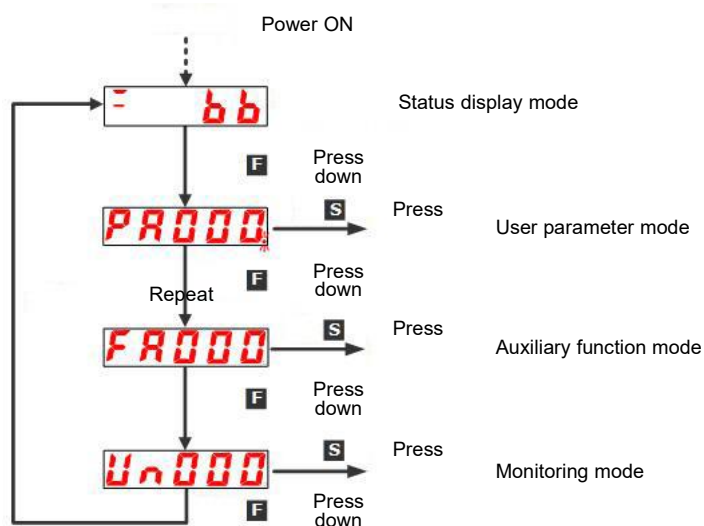 Power ON
bb
Status display mode
F Press
down
PA000
S Press
User parameter mode
F Press
down
Repeat
FA000
S Press
Auxiliary function mode
F Press
down
Un000
S Press
Monitoring mode
F Press
down